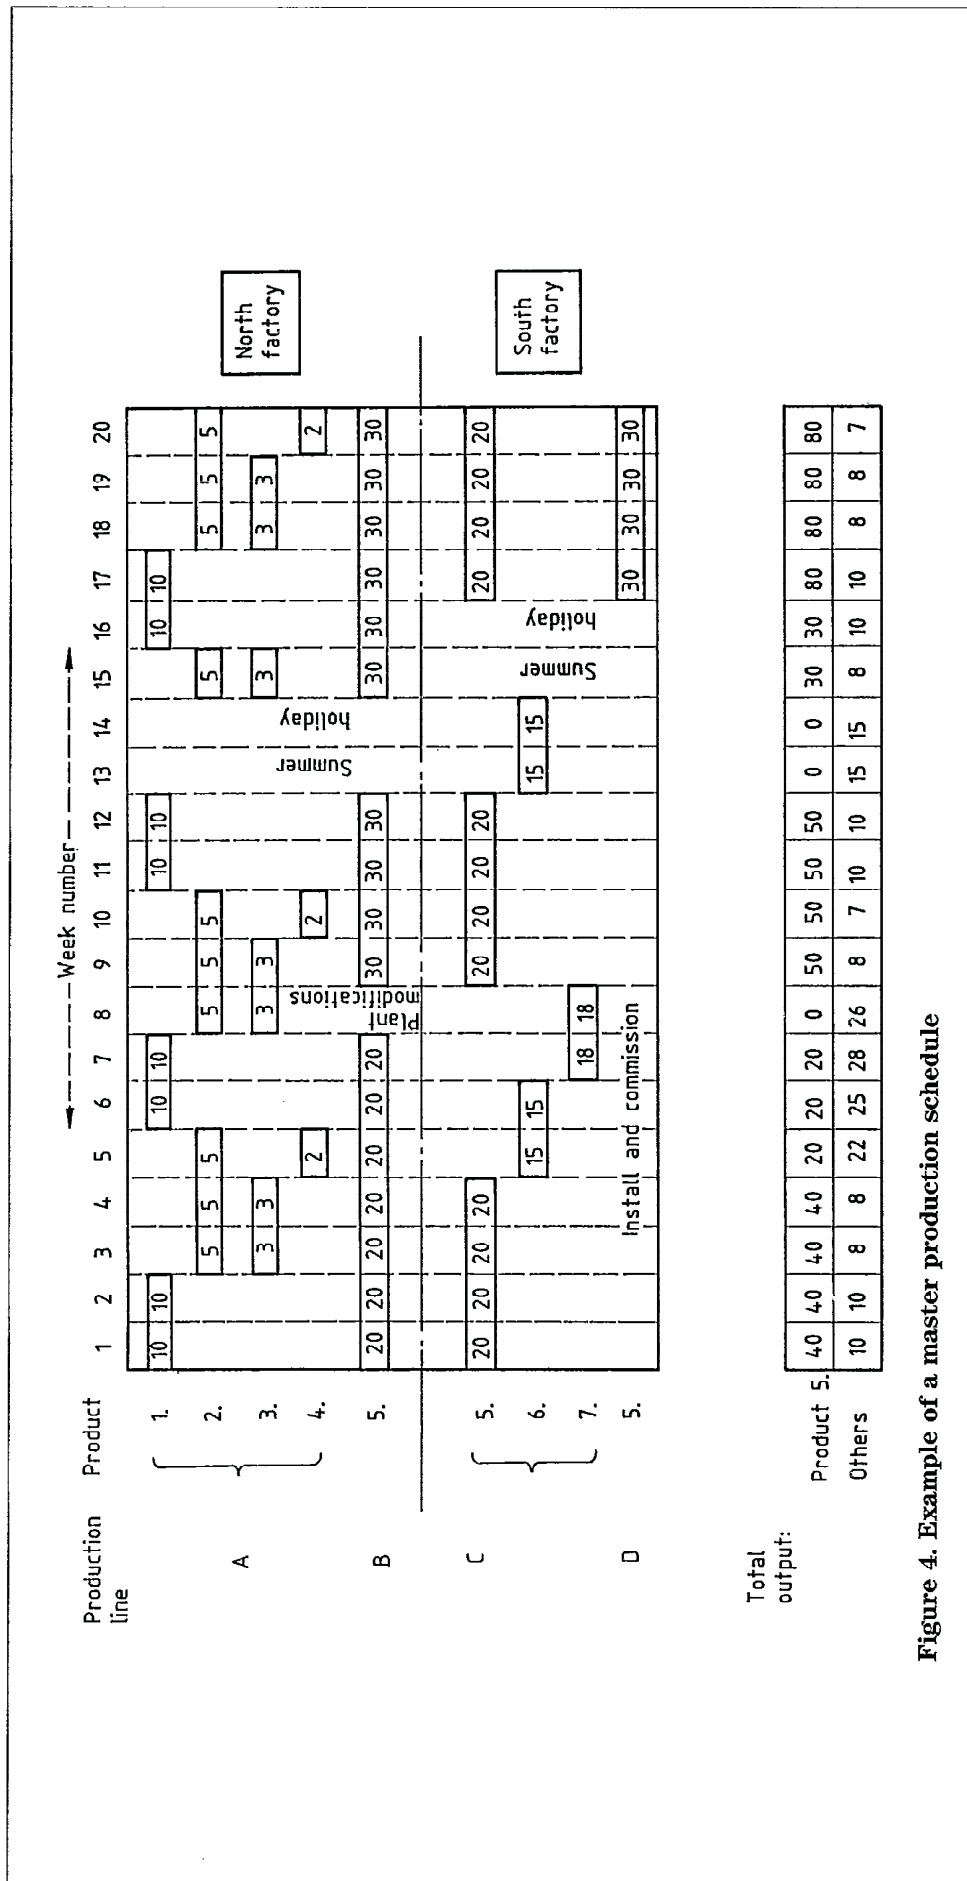 Week number
Production line Product 1 2 3 4 5 6 7 8 9 10 11 12 13 14 15 16 17 18 19 20
A 1. 10 10 10 10 10 10 10 10
2. 5 5 5 5 5 5 5 5 5 5
3. 3 3 3 3 3 3 3
4. 2 2 2
Plant modifications
Summer holiday
North factory
B 5. 20 20 20 20 20 20 20 30 30 30 30 30 30 30 30 30 30
C 5. 20 20 20 20 20 20 20 20 20 20 20 20
6. 15 15 15 15
7. 18 18
Summer holiday
South factory
D 5. Install and commission 30 30 30 30
Total output:
Product 5. 40 40 40 40 20 20 20 0 50 50 50 50 0 0 30 30 80 80 80 80
Others 10 10 8 8 22 25 28 26 8 7 10 10 15 15 8 10 10 8 8 7
Figure 4. Example of a master production schedule